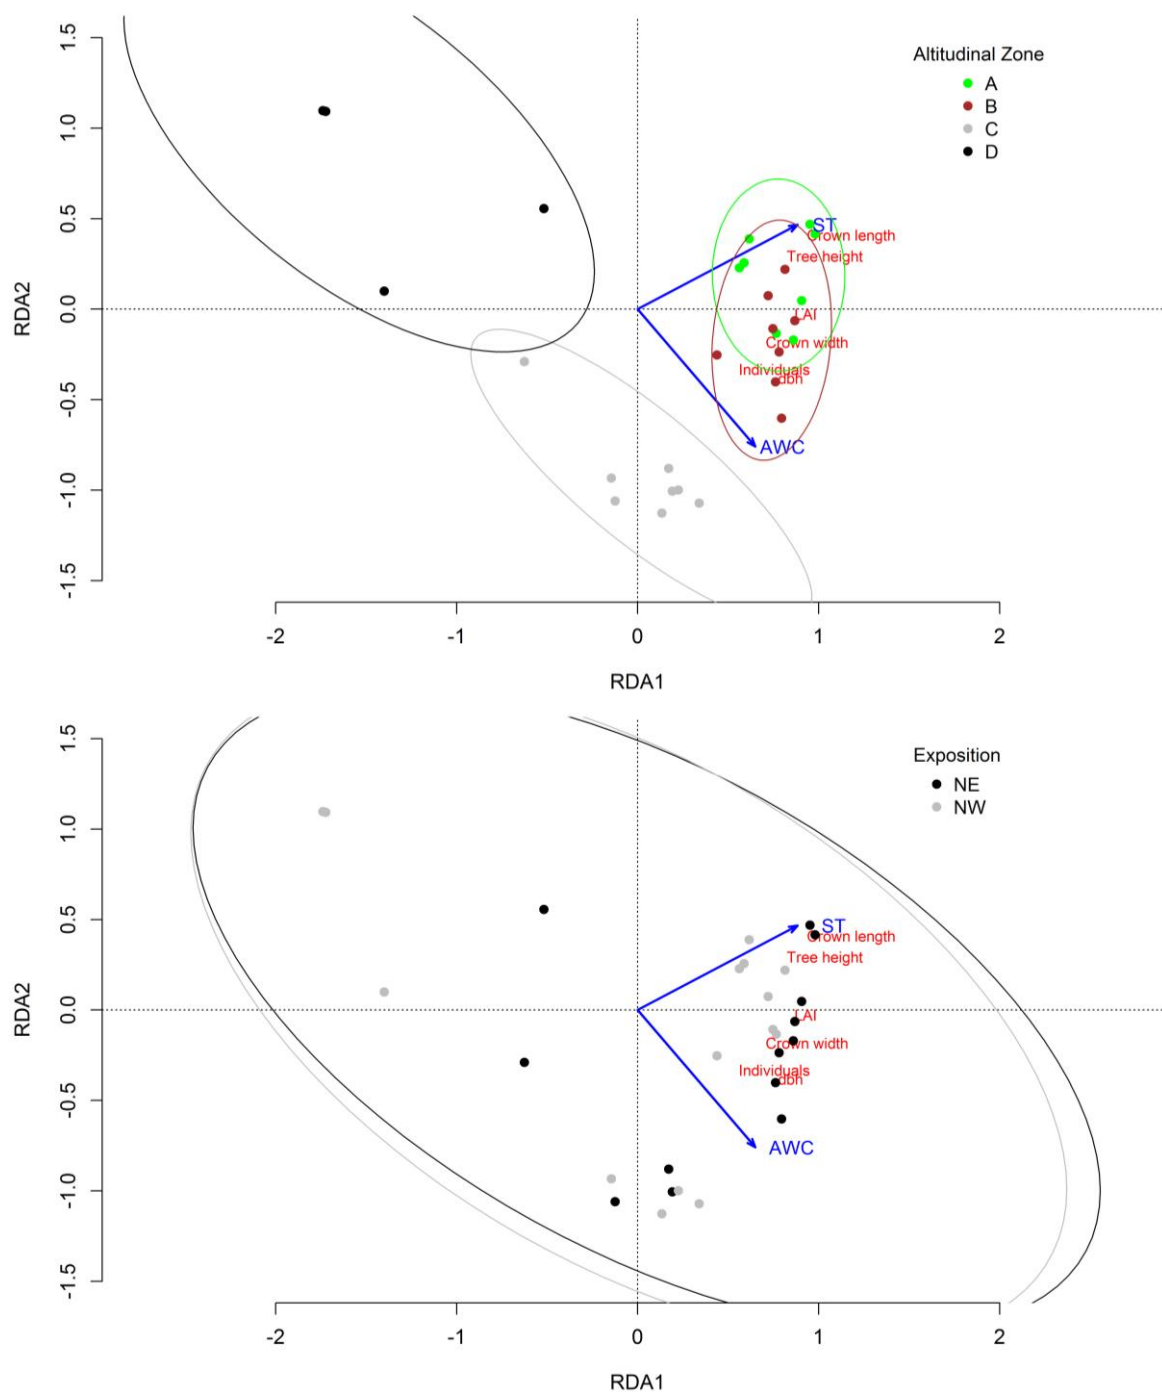 1.5
1.0
0.5
0.0
-0.5
-1.0
-1.5
RDA2
Altitudinal Zone
A
B
C
D
ST
Crown length
Tree height
LAI
Crown width
Individuals
dbh
AWC
-2 -1 0 1 2
RDA1
1.5
1.0
0.5
0.0
-0.5
-1.0
-1.5
RDA2
Exposition
NE
NW
ST
Crown length
Tree height
LAI
Crown width
Individuals
dbh
AWC
-2 -1 0 1 2
RDA1